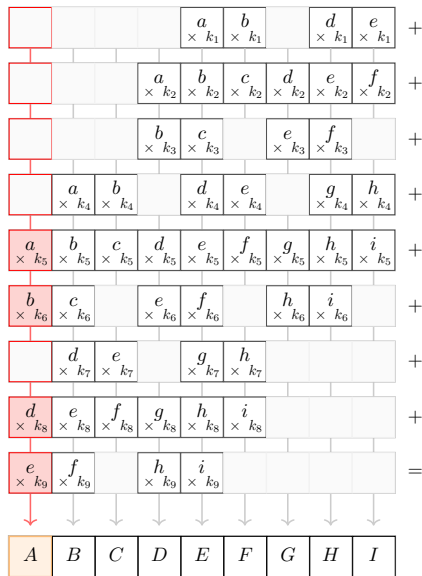 a b d e +
× k₁ × k₁ × k₁ × k₁
a b c d e f +
× k₂ × k₂ × k₂ × k₂ × k₂ × k₂
b c e f +
× k₃ × k₃ × k₃ × k₃
a b d e g h +
× k₄ × k₄ × k₄ × k₄ × k₄ × k₄
a b c d e f g h i +
× k₅ × k₅ × k₅ × k₅ × k₅ × k₅ × k₅ × k₅ × k₅
b c e f h i +
× k₆ × k₆ × k₆ × k₆ × k₆ × k₆
d e g h +
× k₇ × k₇ × k₇ × k₇
d e f g h i +
× k₈ × k₈ × k₈ × k₈ × k₈ × k₈
e f h i =
× k₉ × k₉ × k₉ × k₉
A B C D E F G H I